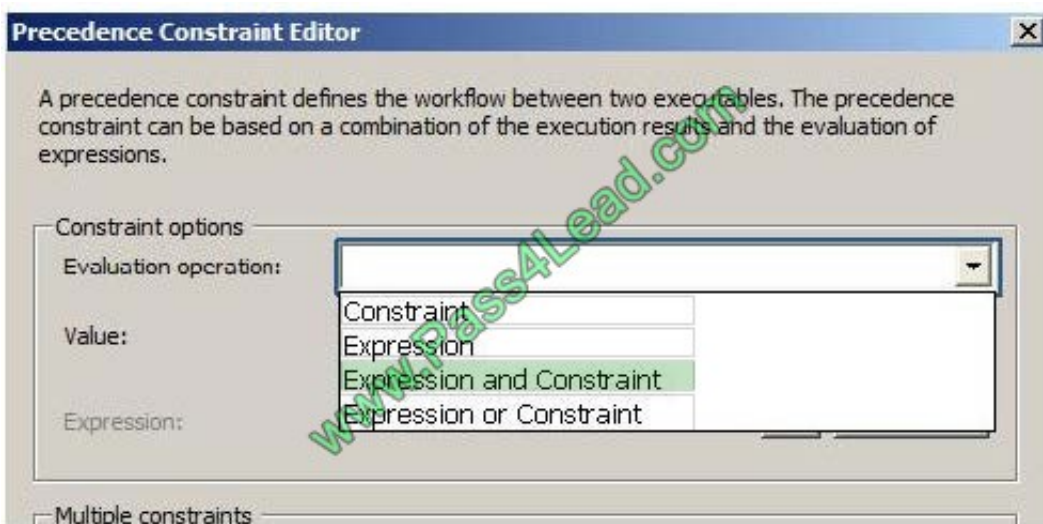 Precedence Constraint Editor
A precedence constraint defines the workflow between two executables. The precedence
constraint can be based on a combination of the execution results and the evaluation of
expressions.
Constraint options
Evaluation operation:
Constraint
Value:
Expression
Expression and Constraint
Expression:
Expression or Constraint
Multiple constraints
www.Pass4Lead.com